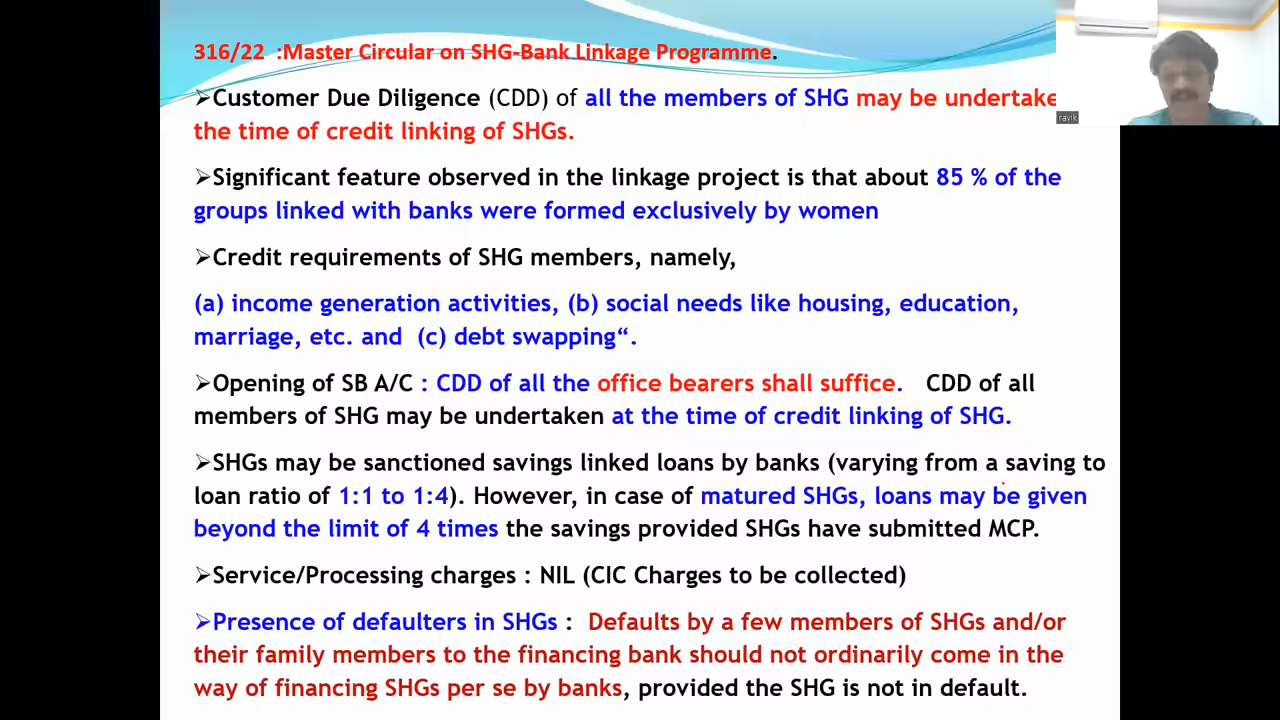 316/22 :Master Circular on SHG-Bank Linkage Programme.
➢Customer Due Diligence (CDD) of all the members of SHG may be undertake
the time of credit linking of SHGs.
ravik
➢Significant feature observed in the linkage project is that about 85 % of the
groups linked with banks were formed exclusively by women
➢Credit requirements of SHG members, namely,
(a) income generation activities, (b) social needs like housing, education,
marriage, etc. and (c) debt swapping“.
➢Opening of SB A/C : CDD of all the office bearers shall suffice. CDD of all
members of SHG may be undertaken at the time of credit linking of SHG.
➢SHGs may be sanctioned savings linked loans by banks (varying from a saving to
loan ratio of 1:1 to 1:4). However, in case of matured SHGs, loans may be given
beyond the limit of 4 times the savings provided SHGs have submitted MCP.
➢Service/Processing charges : NIL (CIC Charges to be collected)
➢Presence of defaulters in SHGs : Defaults by a few members of SHGs and/or
their family members to the financing bank should not ordinarily come in the
way of financing SHGs per se by banks, provided the SHG is not in default.